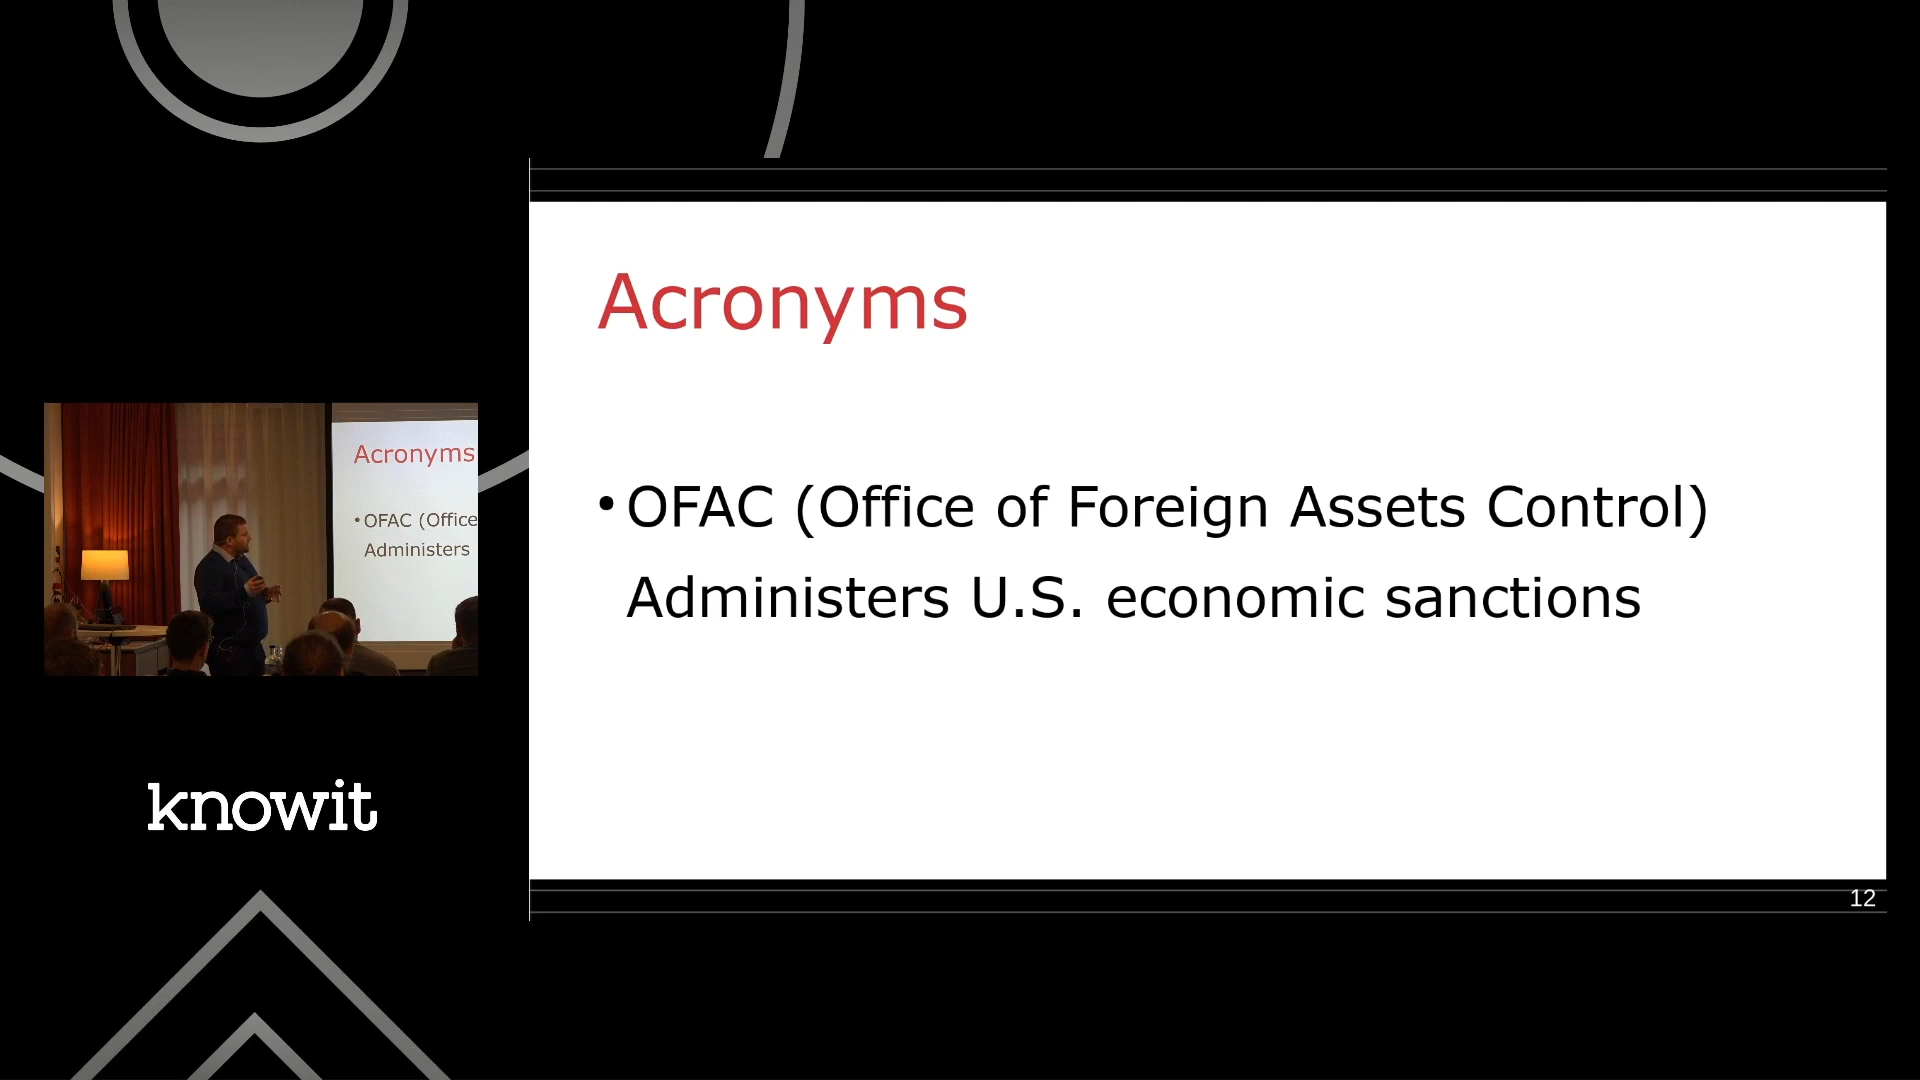 Acronyms
• OFAC (Office of Foreign Assets Control)
Administers U.S. economic sanctions
12
Acronyms
• OFAC (Office
Administers
knowit